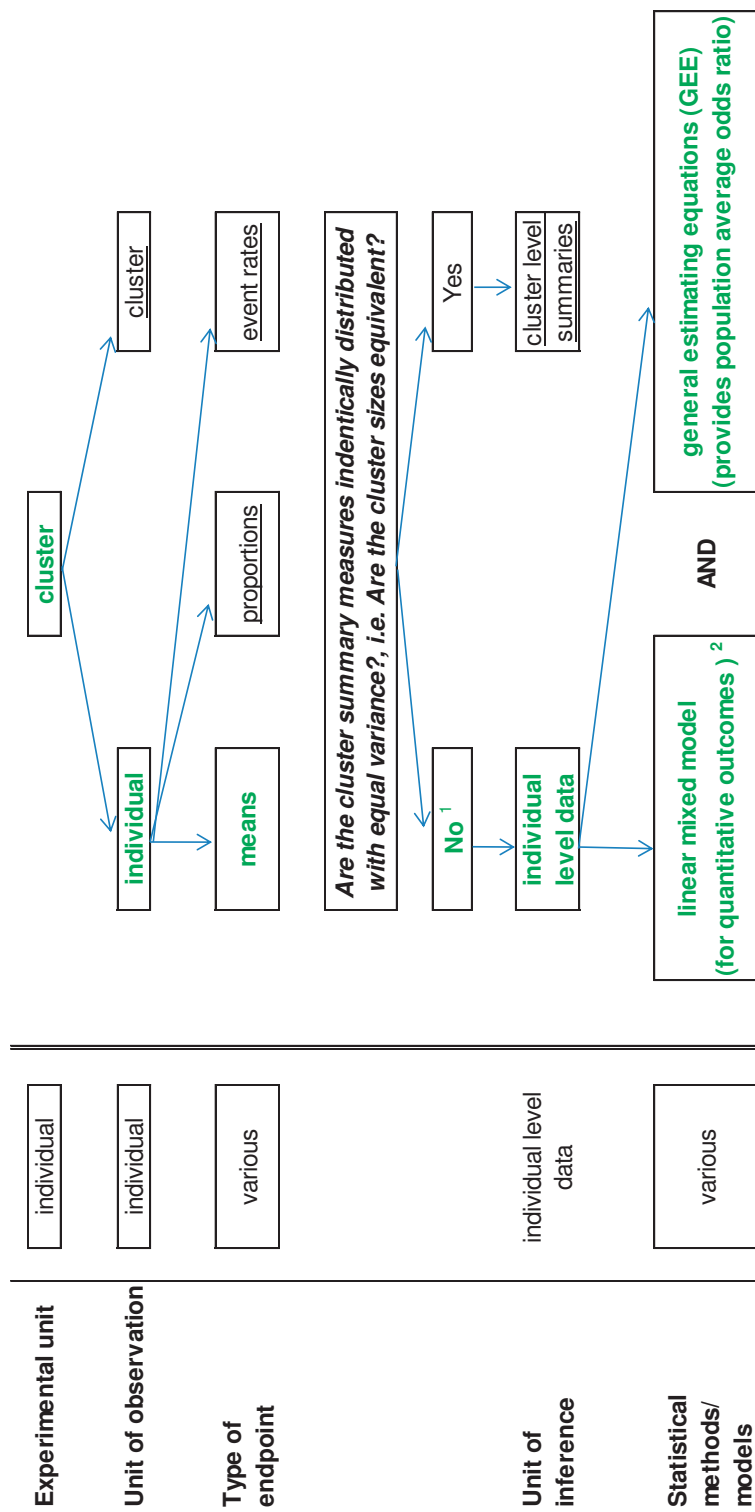 Experimental unit
individual
cluster
Unit of observation
individual
individual
cluster
Type of
endpoint
various
means
proportions
event rates
Are the cluster summary measures indentically distributed
with equal variance?, i.e. Are the cluster sizes equivalent?
No 1
Yes
Unit of
inference
individual level
data
individual
level data
cluster level
summaries
Statistical
methods/
models
various
linear mixed model
(for quantitative outcomes ) 2
AND
general estimating equations (GEE)
(provides population average odds ratio)